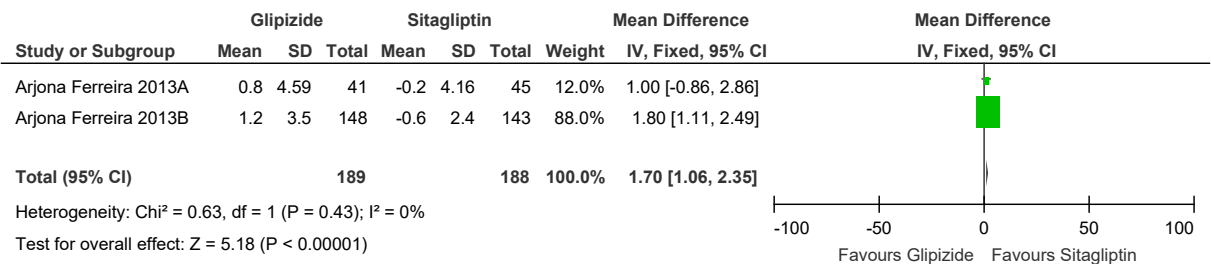 Glipizide Sitagliptin Mean Difference Mean Difference
Study or Subgroup Mean SD Total Mean SD Total Weight IV, Fixed, 95% CI IV, Fixed, 95% CI
Arjona Ferreira 2013A 0.8 4.59 41 -0.2 4.16 45 12.0% 1.00 [-0.86, 2.86]
Arjona Ferreira 2013B 1.2 3.5 148 -0.6 2.4 143 88.0% 1.80 [1.11, 2.49]
Total (95% CI) 189 188 100.0% 1.70 [1.06, 2.35]
Heterogeneity: Chi² = 0.63, df = 1 (P = 0.43); I² = 0%
Test for overall effect: Z = 5.18 (P < 0.00001)
-100 -50 0 50 100
Favours Glipizide Favours Sitagliptin